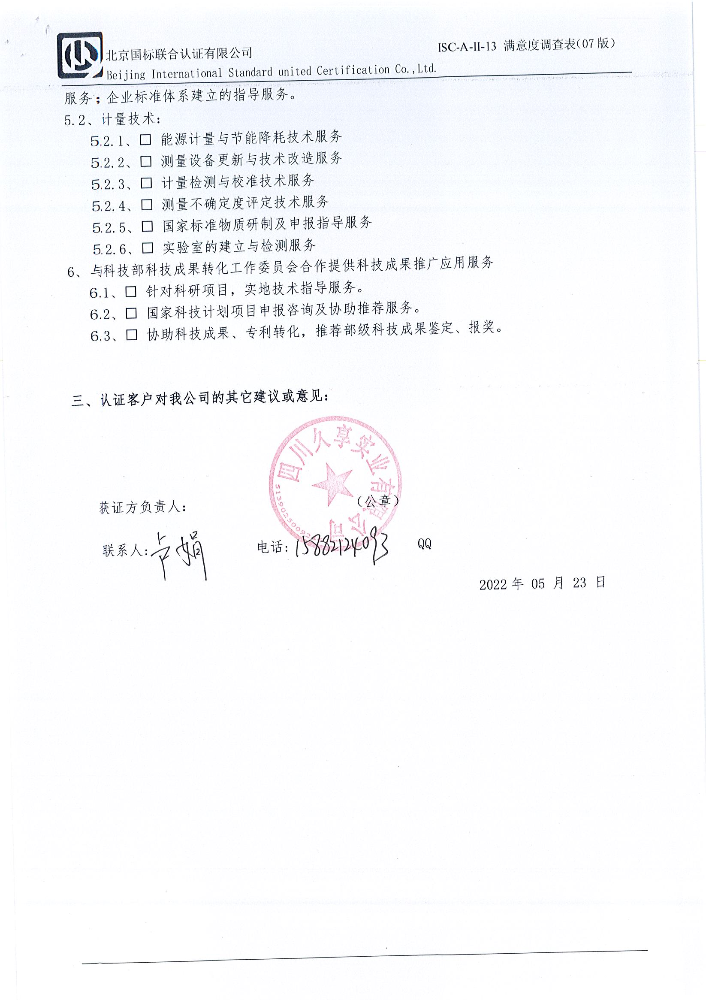 北京国标联合认证有限公司
ISC-A-II-13 满意度调查表(07版)
Beijing International Standard united Certification Co.,Ltd.
服务；企业标准体系建立的指导服务。
5.2、计量技术：
5.2.1、□ 能源计量与节能降耗技术服务
5.2.2、□ 测量设备更新与技术改造服务
5.2.3、□ 计量检测与校准技术服务
5.2.4、□ 测量不确定度评定技术服务
5.2.5、□ 国家标准物质研制及申报指导服务
5.2.6、□ 实验室的建立与检测服务
6、与科技部科技成果转化工作委员会合作提供科技成果推广应用服务
6.1、□ 针对科研项目，实地技术指导服务。
6.2、□ 国家科技计划项目申报咨询及协助推荐服务。
6.3、□ 协助科技成果、专利转化，推荐部级科技成果鉴定、报奖。
三、认证客户对我公司的其它建议或意见：
四川久享实业有限公司
获证方负责人：
（公章）
联系人：卢娟 电话：15882124093 QQ
2022年 05 月 23 日